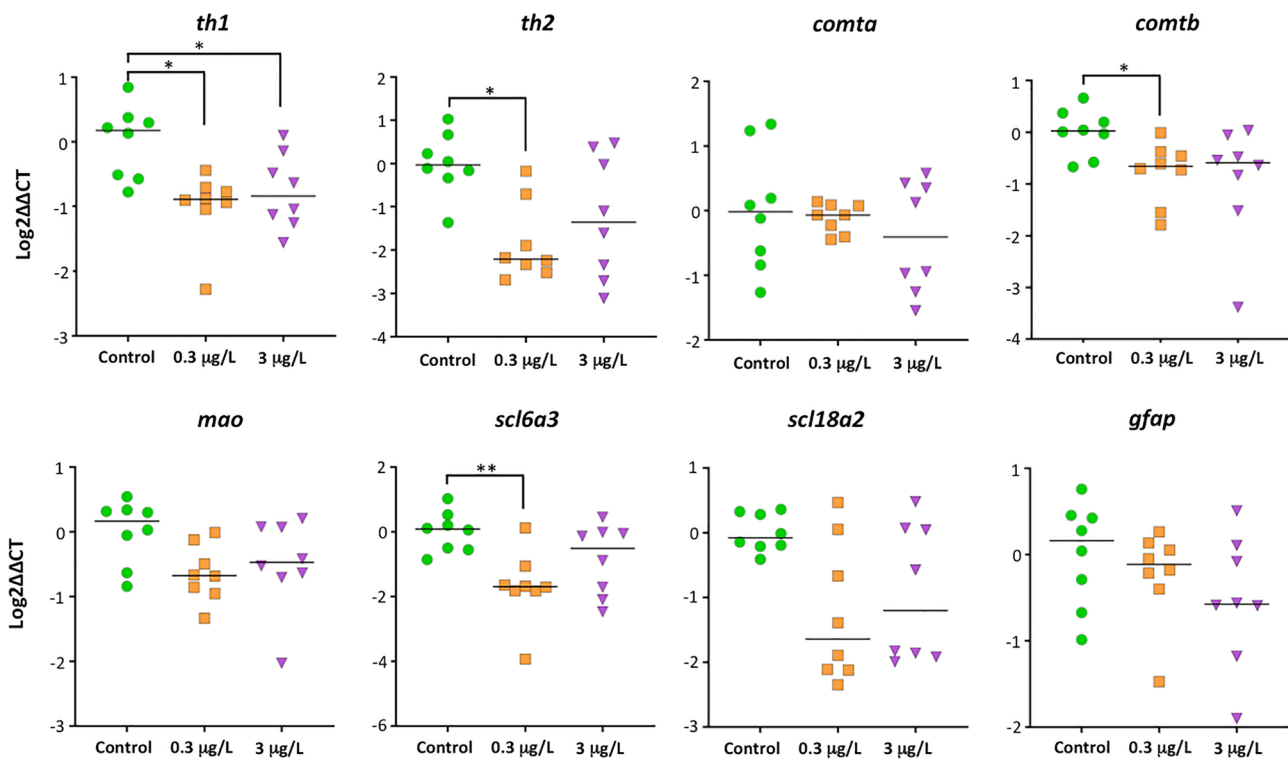 th1
th2
comta
comtb
*
*
*
*
1
0
-1
-2
-3
2
1
0
-1
-2
-3
-4
2
1
0
-1
-2
1
0
-1
-2
-3
-4
Log2ΔΔCT
Control 0.3 µg/L 3 µg/L
Control 0.3 µg/L 3 µg/L
Control 0.3 µg/L 3 µg/L
Control 0.3 µg/L 3 µg/L
mao
scl6a3
scl18a2
gfap
**
1
0
-1
-2
-3
2
0
-2
-4
-6
1
0
-1
-2
-3
1
0
-1
-2
Log2ΔΔCT
Control 0.3 µg/L 3 µg/L
Control 0.3 µg/L 3 µg/L
Control 0.3 µg/L 3 µg/L
Control 0.3 µg/L 3 µg/L